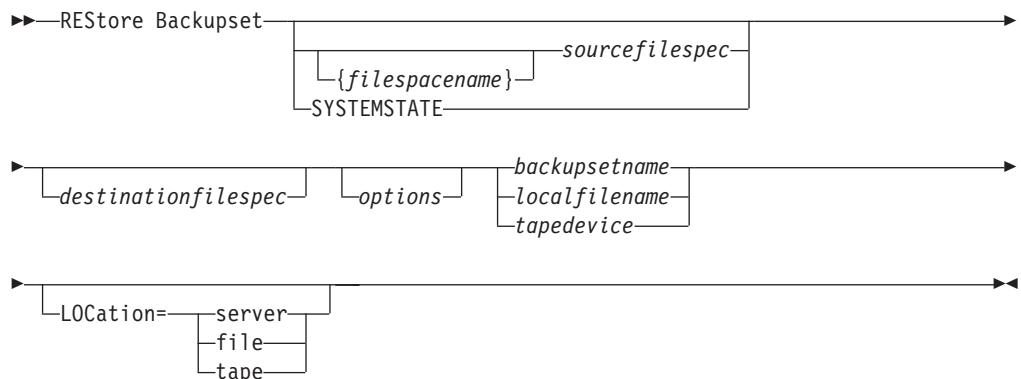 REStore Backupset
sourcefilespec
{filespacename}
SYSTEMSTATE
destinationfilespec
options
backupsetname
localfilename
tapedevice
LOCation=
server
file
tape